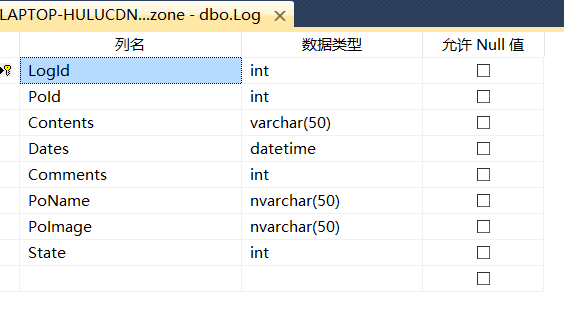 LAPTOP-HULUCDN...zone - dbo.Log
列名 数据类型 允许 Null 值
LogId int
PoId int
Contents varchar(50)
Dates datetime
Comments int
PoName nvarchar(50)
PoImage nvarchar(50)
State int